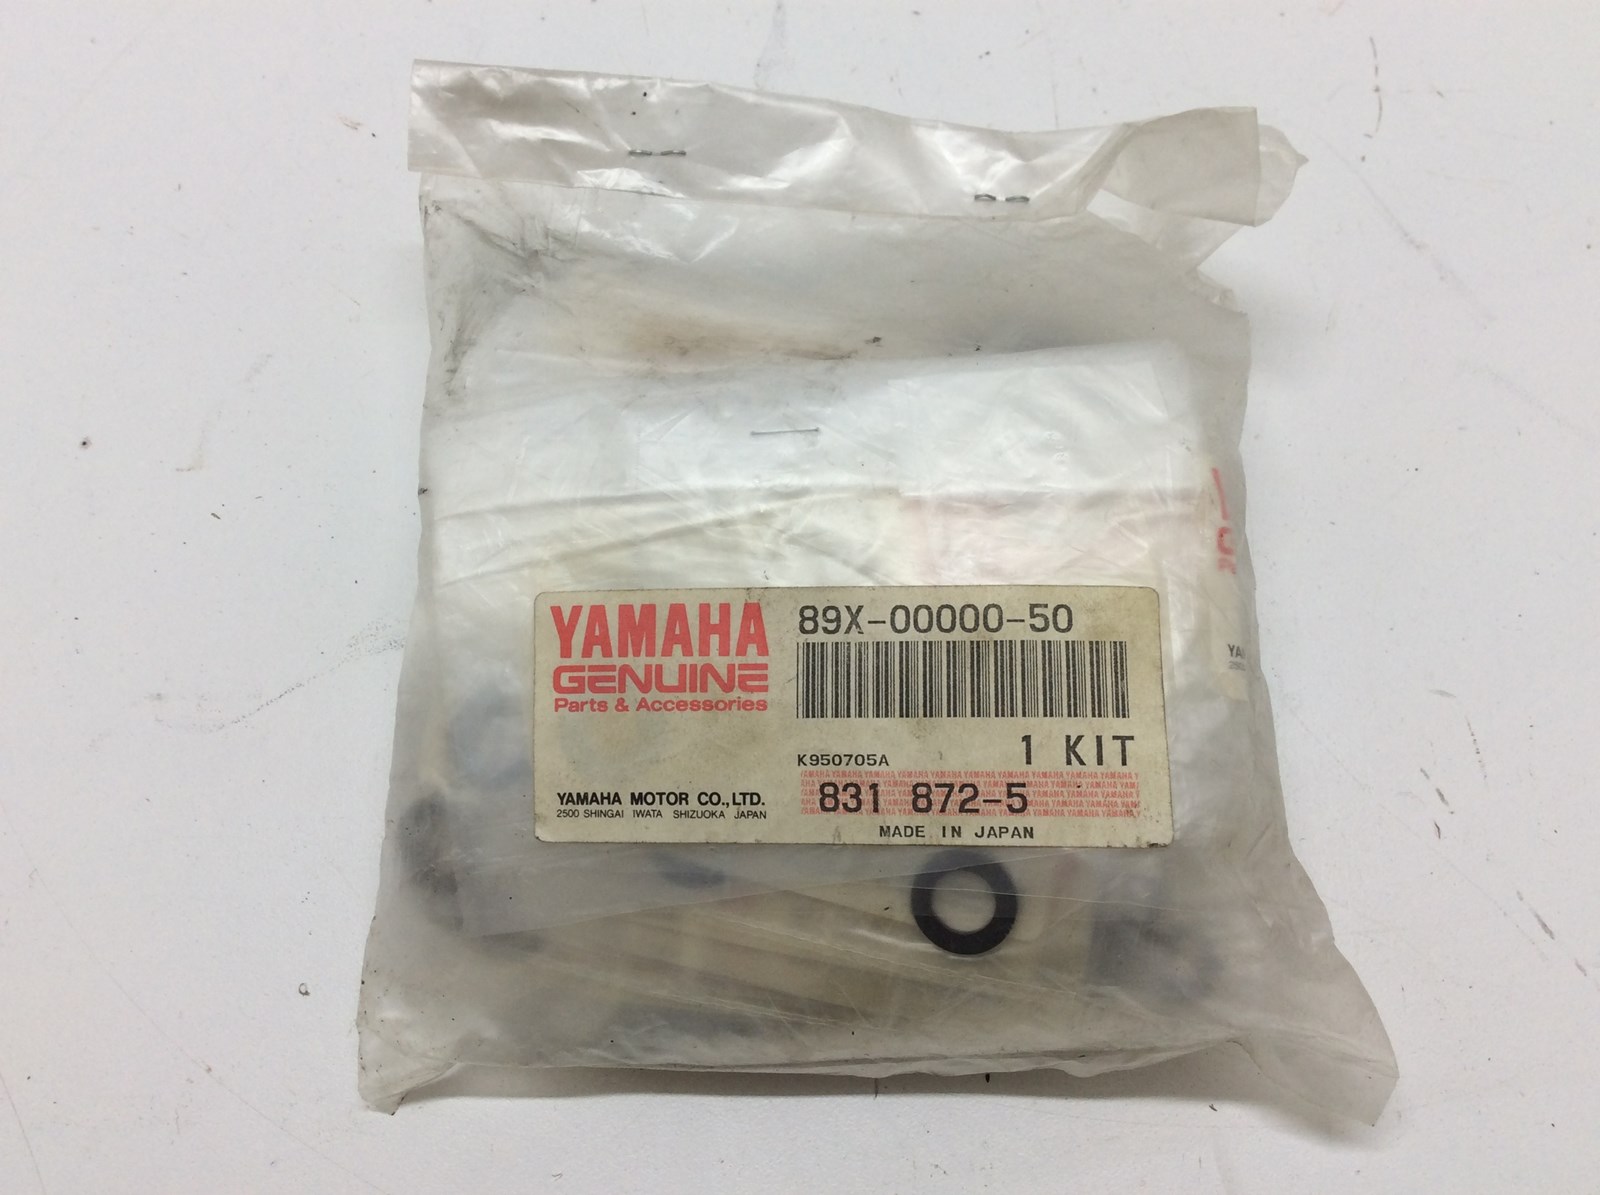 YAMAHA
GENUINE
Parts & Accessories
89X-00000-50
K950705A
1 KIT
831 872-5
YAMAHA MOTOR CO., LTD.
2500 SHINGAI IWATA SHIZUOKA JAPAN
MADE IN JAPAN